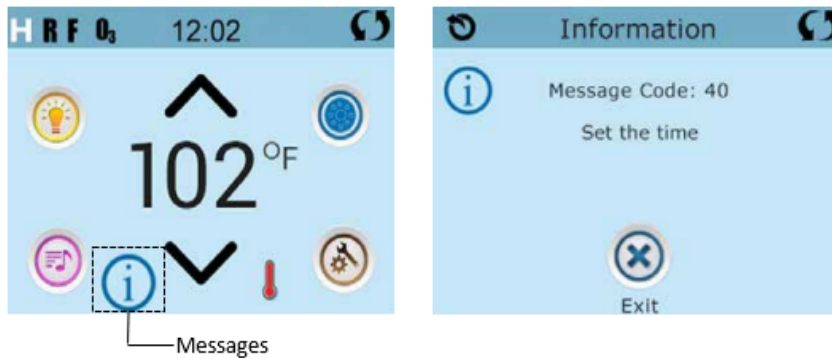 H R F O₃ 12:02
102°F
Messages
Information
Message Code: 40
Set the time
Exit